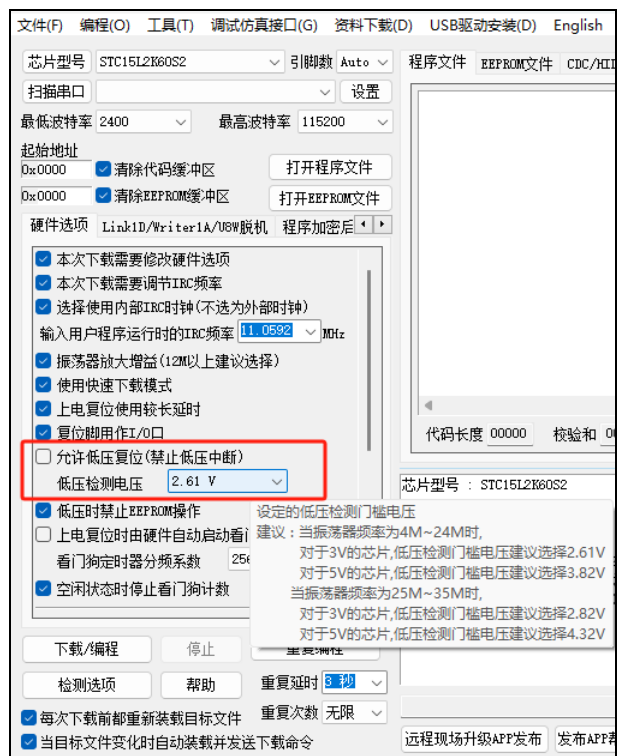 文件(F) 编程(O) 工具(T) 调试仿真接口(G) 资料下载(D) USB驱动安装(D) English
芯片型号 STC15L2K60S2 引脚数 Auto
扫描串口 设置
最低波特率 2400 最高波特率 115200
起始地址
0x0000 清除代码缓冲区 打开程序文件
0x0000 清除EEPROM缓冲区 打开EEPROM文件
硬件选项 Link1D/Writer1A/U8W脱机 程序加密后
本次下载需要修改硬件选项
本次下载需要调节IRC频率
选择使用内部IRC时钟(不选为外部时钟)
输入用户程序运行时的IRC频率 11.0592 MHz
振荡器放大增益(12M以上建议选择)
使用快速下载模式
上电复位使用较长延时
复位脚用作I/O口
允许低压复位(禁止低压中断)
低压检测电压 2.61 V
低压时禁止EEPROM操作
上电复位时由硬件自动启动看门
看门狗定时器分频系数 256
空闲状态时停止看门狗计数
下载/编程 停止 重复编程
检测选项 帮助 重复延时 3 秒
每次下载前都重新装载目标文件 重复次数 无限
当目标文件变化时自动装载并发送下载命令
程序文件 EEPROM文件 CDC/HID
代码长度 00000 校验和
芯片型号 : STC15L2K60S2
设定的低压检测门槛电压
建议 : 当振荡器频率为4M~24M时,
对于3V的芯片,低压检测门槛电压建议选择2.61V
对于5V的芯片,低压检测门槛电压建议选择3.82V
当振荡器频率为25M~35M时,
对于3V的芯片,低压检测门槛电压建议选择2.82V
对于5V的芯片,低压检测门槛电压建议选择4.32V
远程现场升级APP发布 发布APP